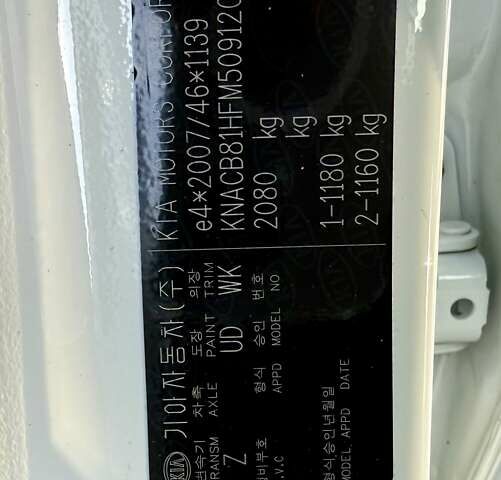 KIA 기아자동차(주) KIA MOTORS
변속기 차축 도장 의장 e4*2007/46*1139
TRANSM AXLE PAINT TRIM KNACB81HFM509120
Z UD WK 2080 kg
형식 승인 번호 kg
V.C APPD MODEL NO
형식승인년월일 1-1180 kg
MODEL APPD DATE 2-1160 kg